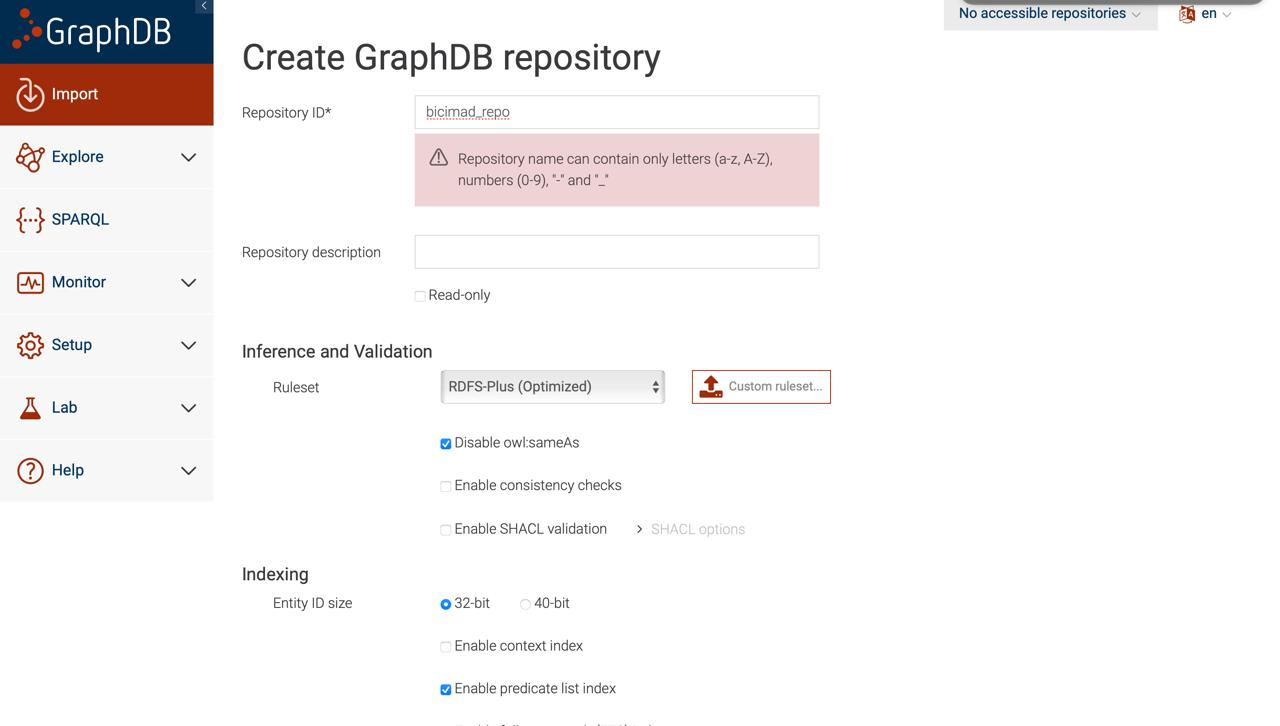 GraphDB
No accessible repositories
en
Import
Explore
SPARQL
Monitor
Setup
Lab
Help
Create GraphDB repository
Repository ID*
bicimad_repo
Repository name can contain only letters (a-z, A-Z),
numbers (0-9), "-" and "_"
Repository description
Read-only
Inference and Validation
Ruleset
RDFS-Plus (Optimized)
Custom ruleset...
Disable owl:sameAs
Enable consistency checks
Enable SHACL validation
SHACL options
Indexing
Entity ID size
32-bit
40-bit
Enable context index
Enable predicate list index